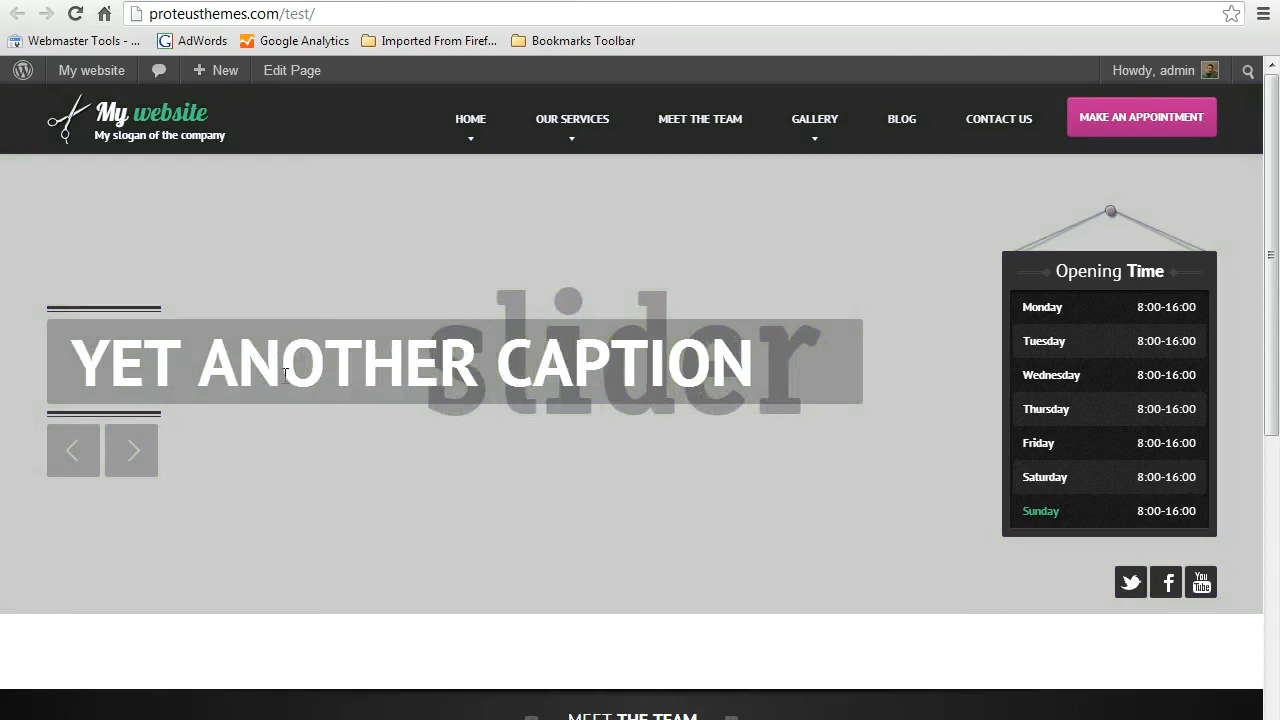 proteusthemes.com/test/
Webmaster Tools - ... AdWords Google Analytics Imported From Firef... Bookmarks Toolbar
My website New Edit Page Howdy, admin
My website
My slogan of the company
HOME OUR SERVICES MEET THE TEAM GALLERY BLOG CONTACT US MAKE AN APPOINTMENT
slider
YET ANOTHER CAPTION
Opening Time
Monday 8:00-16:00
Tuesday 8:00-16:00
Wednesday 8:00-16:00
Thursday 8:00-16:00
Friday 8:00-16:00
Saturday 8:00-16:00
Sunday 8:00-16:00
You Tube
MEET THE TEAM